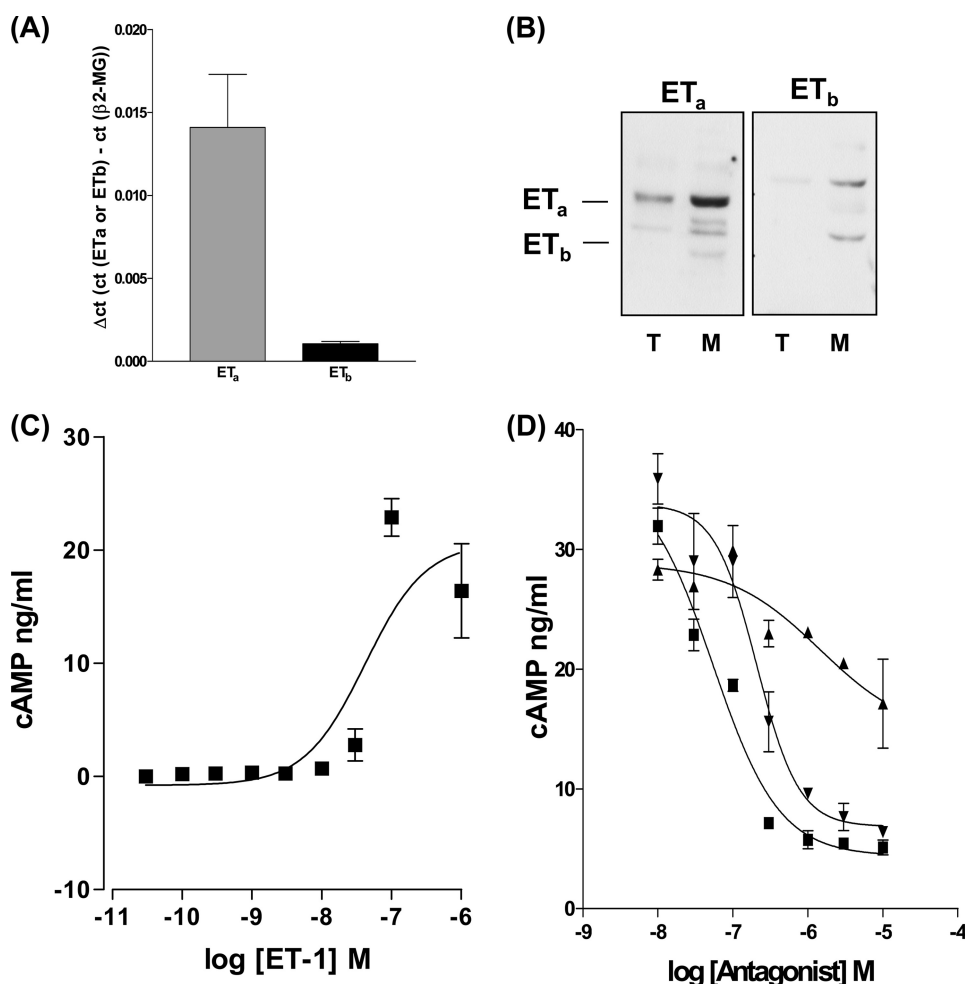 (A)
Δct (ct (ETa or ETb) - ct (β2-MG))
0.020
0.015
0.010
0.005
0.000
ETa
ETb
(B)
ETa
ETb
ETa
ETb
T
M
T
M
(C)
cAMP ng/ml
30
20
10
0
-10
-11
-10
-9
-8
-7
-6
log [ET-1] M
(D)
cAMP ng/ml
40
30
20
10
0
-9
-8
-7
-6
-5
-4
log [Antagonist] M